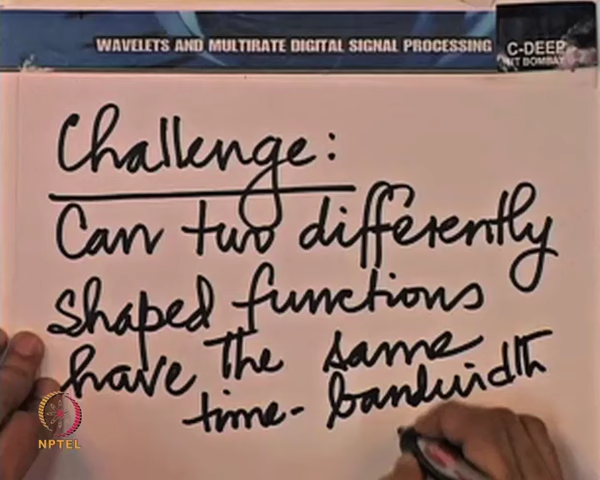 WAVELETS AND MULTIRATE DIGITAL SIGNAL PROCESSING
C-DEEP
IIT BOMBAY
Challenge:
Can two differently
shaped functions
have the same
time-bandwidth
NPTEL